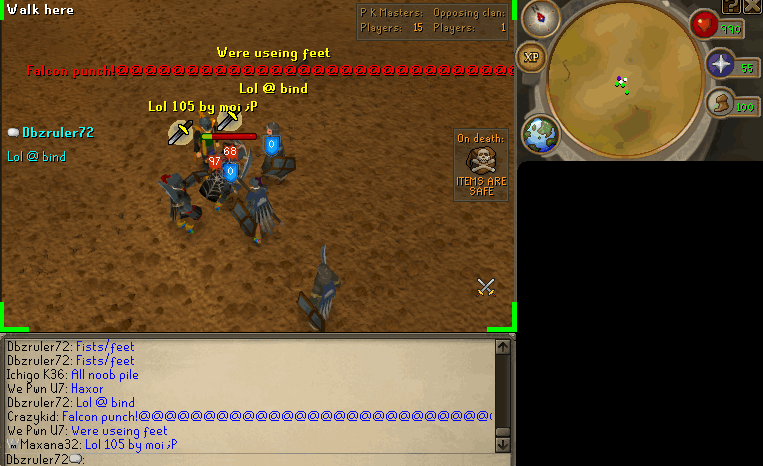 Walk here
P K Masters: Opposing clan:
Players: 15 Players: 1
Were useing feet
Falcon punch!@@@@@@@@@@@@@@@@@@@@@@@@@@@@@@
Lol @ bind
Lol 105 by moi ;P
Dbzruler72
Lol @ bind
68
97
0
0
On death:
ITEMS ARE
SAFE
XP
990
55
100
?
Dbzruler72: Fists/feet
Dbzruler72: Fists/feet
Ichigo K36: All noob pile
We Pwn U7: Haxor
Dbzruler72: Lol @ bind
Crazykid: Falcon punch!@@@@@@@@@@@@@@@@@@@@@@@@@@@
We Pwn U7: Were useing feet
Maxana32: Lol 105 by moi ;P
Dbzruler72: